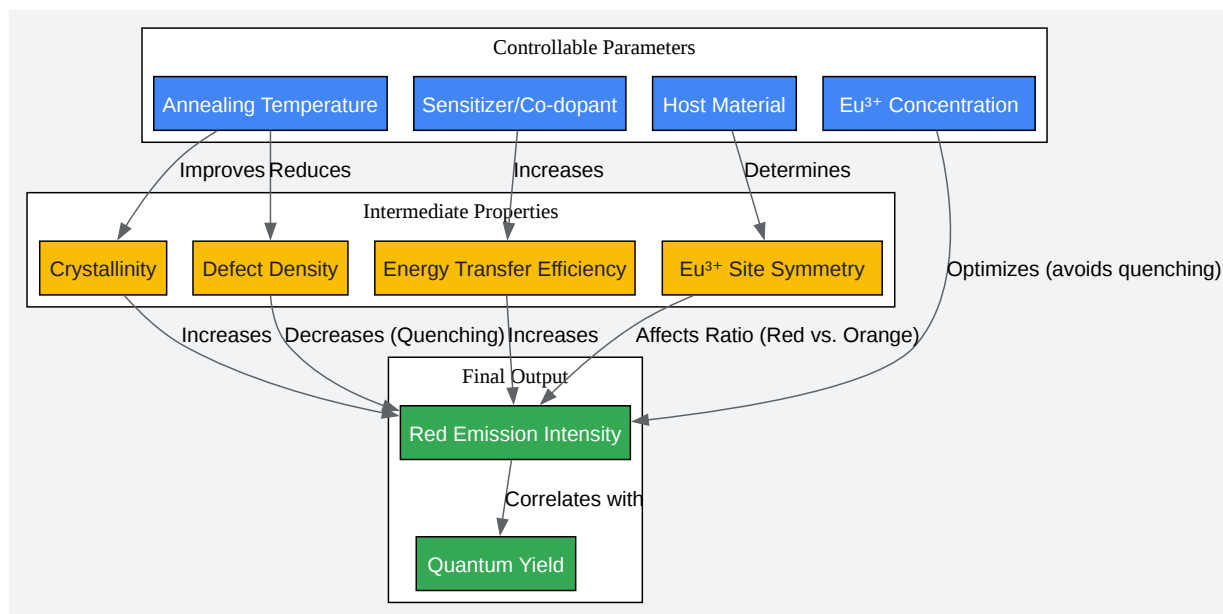 Controllable Parameters
Annealing Temperature
Sensitizer/Co-dopant
Host Material
Eu³⁺ Concentration
Improves
Reduces
Increases
Determines
Intermediate Properties
Crystallinity
Defect Density
Energy Transfer Efficiency
Eu³⁺ Site Symmetry
Optimizes (avoids quenching)
Increases
Decreases (Quenching)
Increases
Affects Ratio (Red vs. Orange)
Final Output
Red Emission Intensity
Correlates with
Quantum Yield